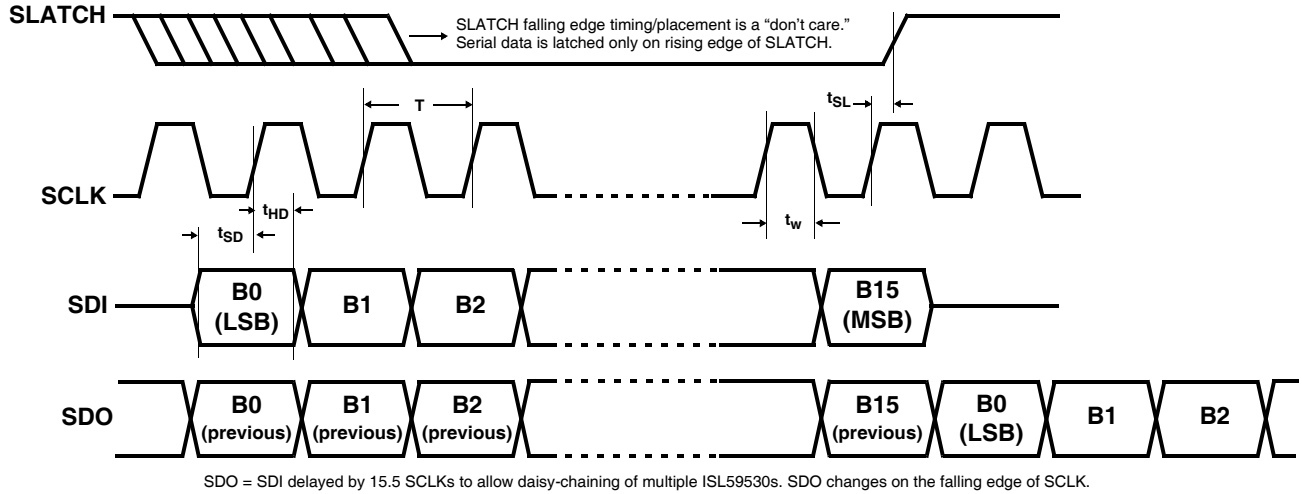 SLATCH
SLATCH falling edge timing/placement is a “don’t care.”
Serial data is latched only on rising edge of SLATCH.
T
tSL
SCLK
tHD
tSD
tw
SDI
B0
(LSB)
B1
B2
B15
(MSB)
SDO
B0
(previous)
B1
(previous)
B2
(previous)
B15
(previous)
B0
(LSB)
B1
B2
SDO = SDI delayed by 15.5 SCLKs to allow daisy-chaining of multiple ISL59530s. SDO changes on the falling edge of SCLK.